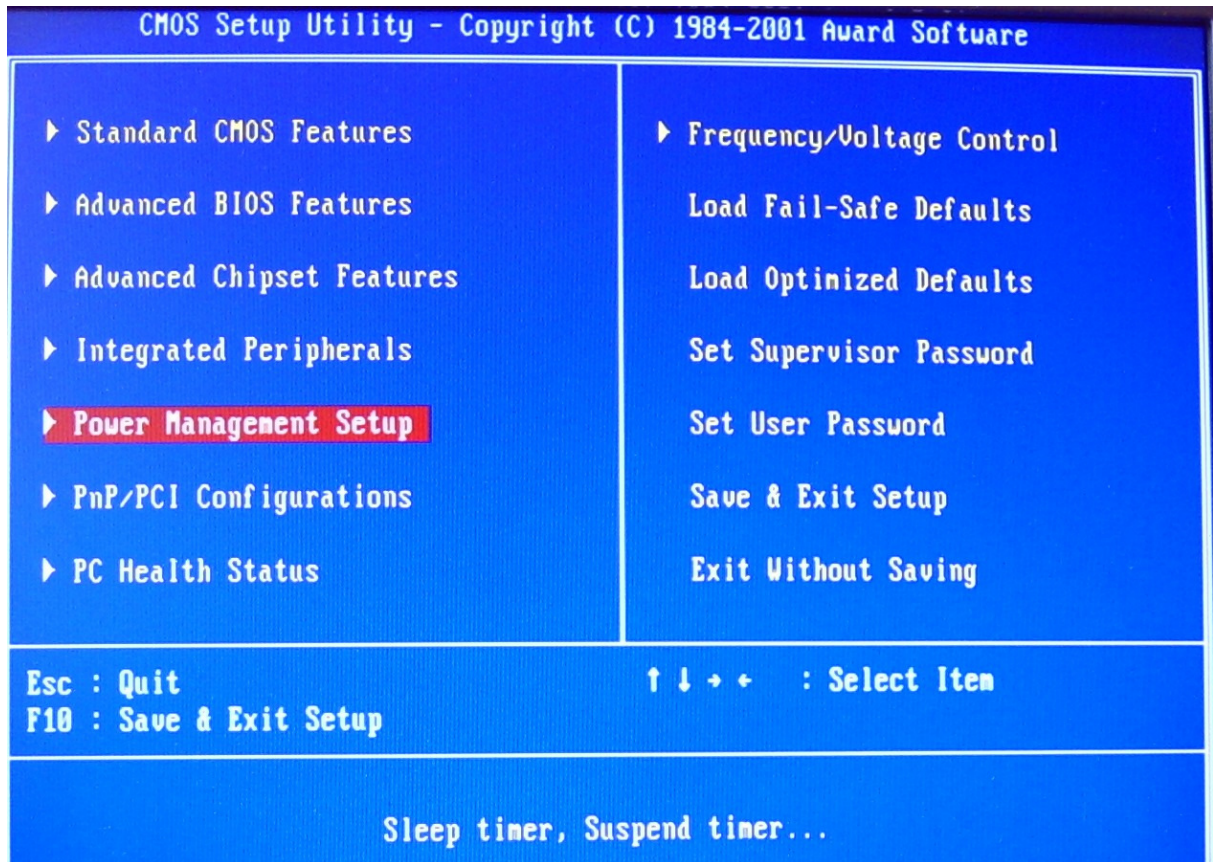 CMOS Setup Utility - Copyright (C) 1984-2001 Award Software
Standard CMOS Features
Advanced BIOS Features
Advanced Chipset Features
Integrated Peripherals
Power Management Setup
PnP/PCI Configurations
PC Health Status
Frequency/Voltage Control
Load Fail-Safe Defaults
Load Optimized Defaults
Set Supervisor Password
Set User Password
Save & Exit Setup
Exit Without Saving
Esc : Quit
F10 : Save & Exit Setup
↑ ↓ → ← : Select Item
Sleep timer, Suspend timer...